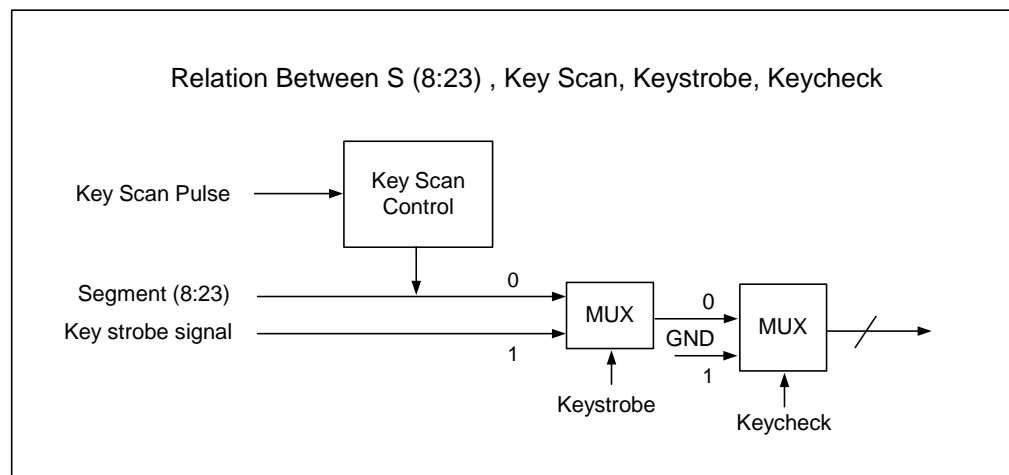 Relation Between S (8:23) , Key Scan, Keystrobe, Keycheck
Key Scan Pulse
Key Scan
Control
Segment (8:23)
0
Key strobe signal
1
MUX
0
GND
1
MUX
Keystrobe
Keycheck